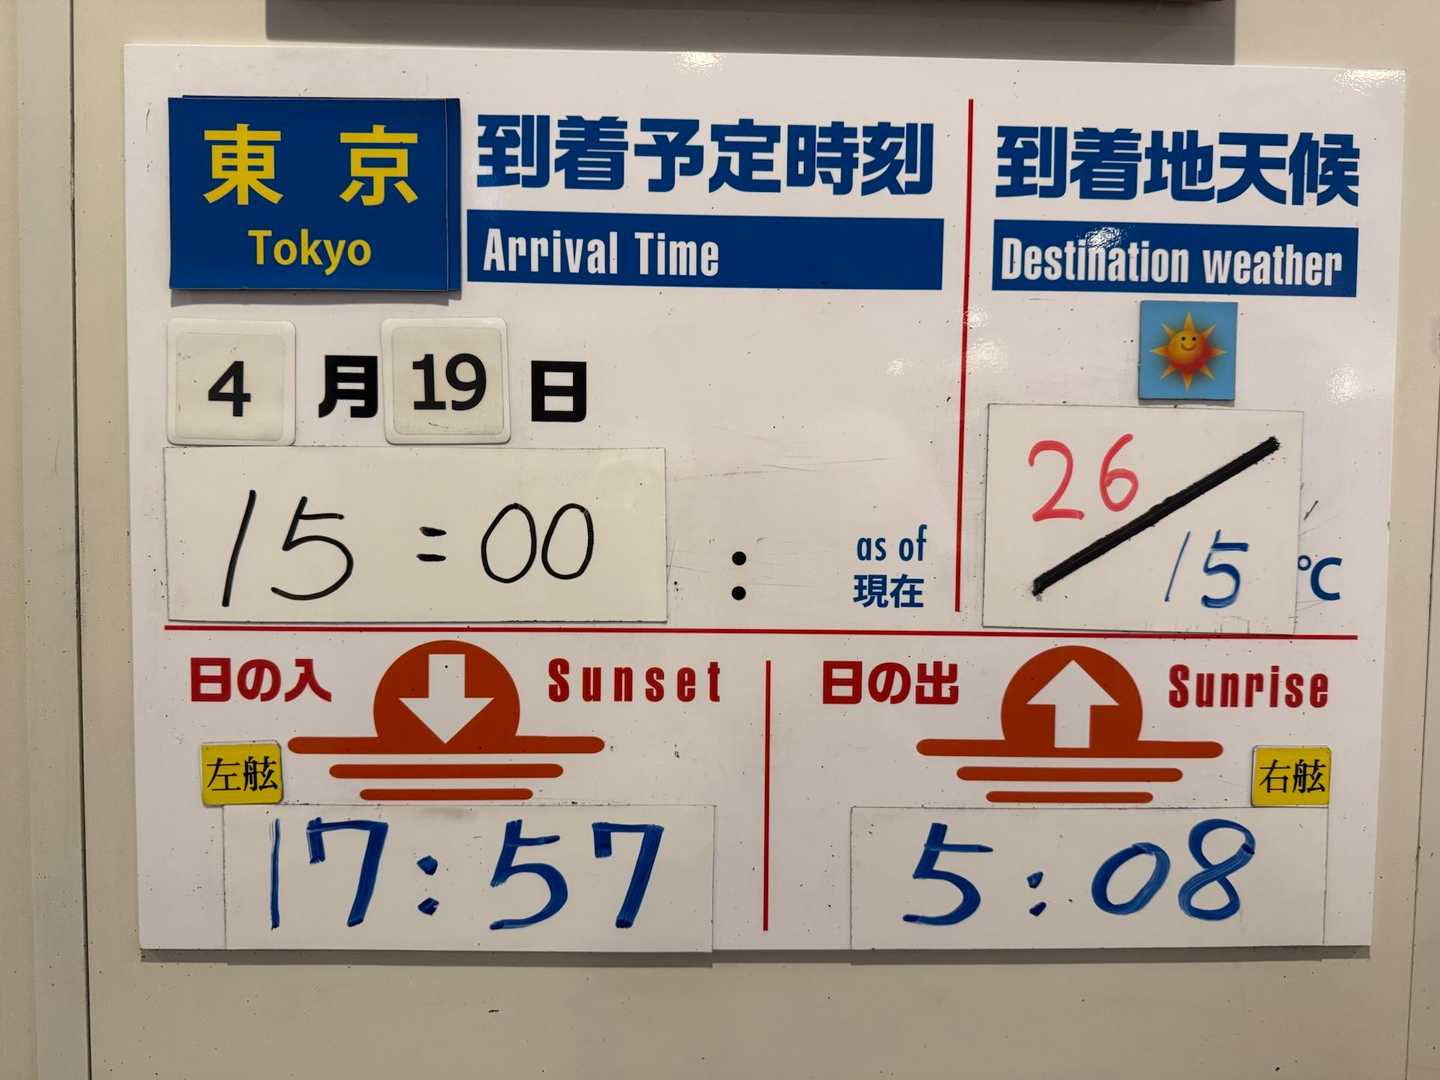 東京
Tokyo
到着予定時刻
Arrival Time
到着地天候
Destination weather
4月19日
15:00
:
as of
現在
26/15℃
日の入
Sunset
左舷
17:57
日の出
Sunrise
右舷
5:08